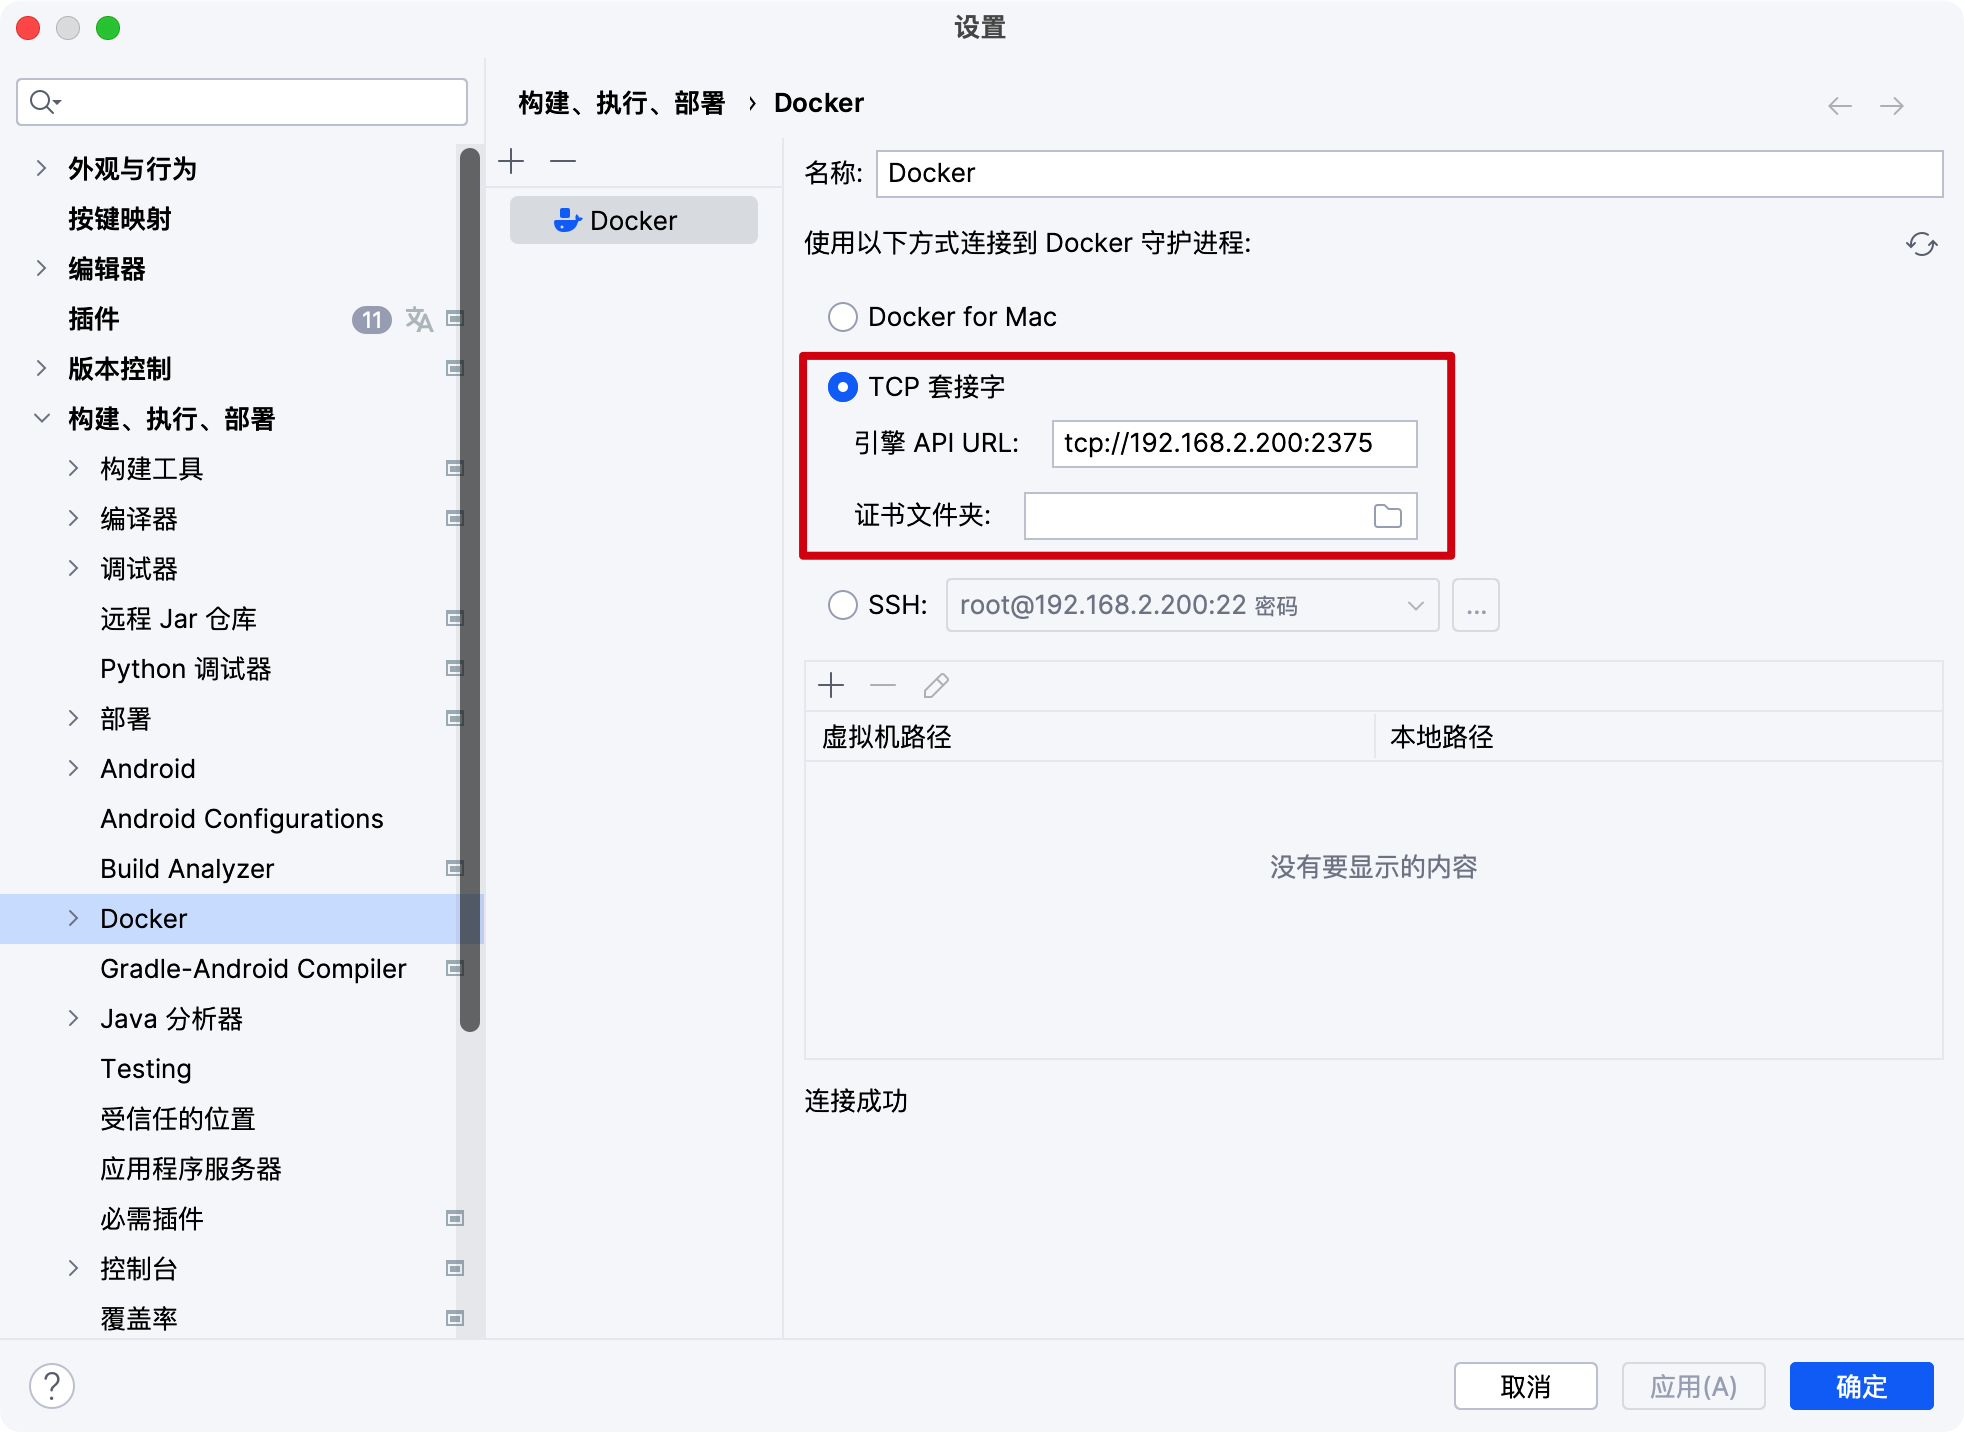 设置
外观与行为
按键映射
编辑器
插件 11
版本控制
构建、执行、部署
构建工具
编译器
调试器
远程 Jar 仓库
Python 调试器
部署
Android
Android Configurations
Build Analyzer
Docker
Gradle-Android Compiler
Java 分析器
Testing
受信任的位置
应用程序服务器
必需插件
控制台
覆盖率
构建、执行、部署 › Docker
Docker
名称: Docker
使用以下方式连接到 Docker 守护进程:
Docker for Mac
TCP 套接字
引擎 API URL: tcp://192.168.2.200:2375
证书文件夹:
SSH: root@192.168.2.200:22 密码 ...
虚拟机路径 本地路径
没有要显示的内容
连接成功
? 取消 应用(A) 确定